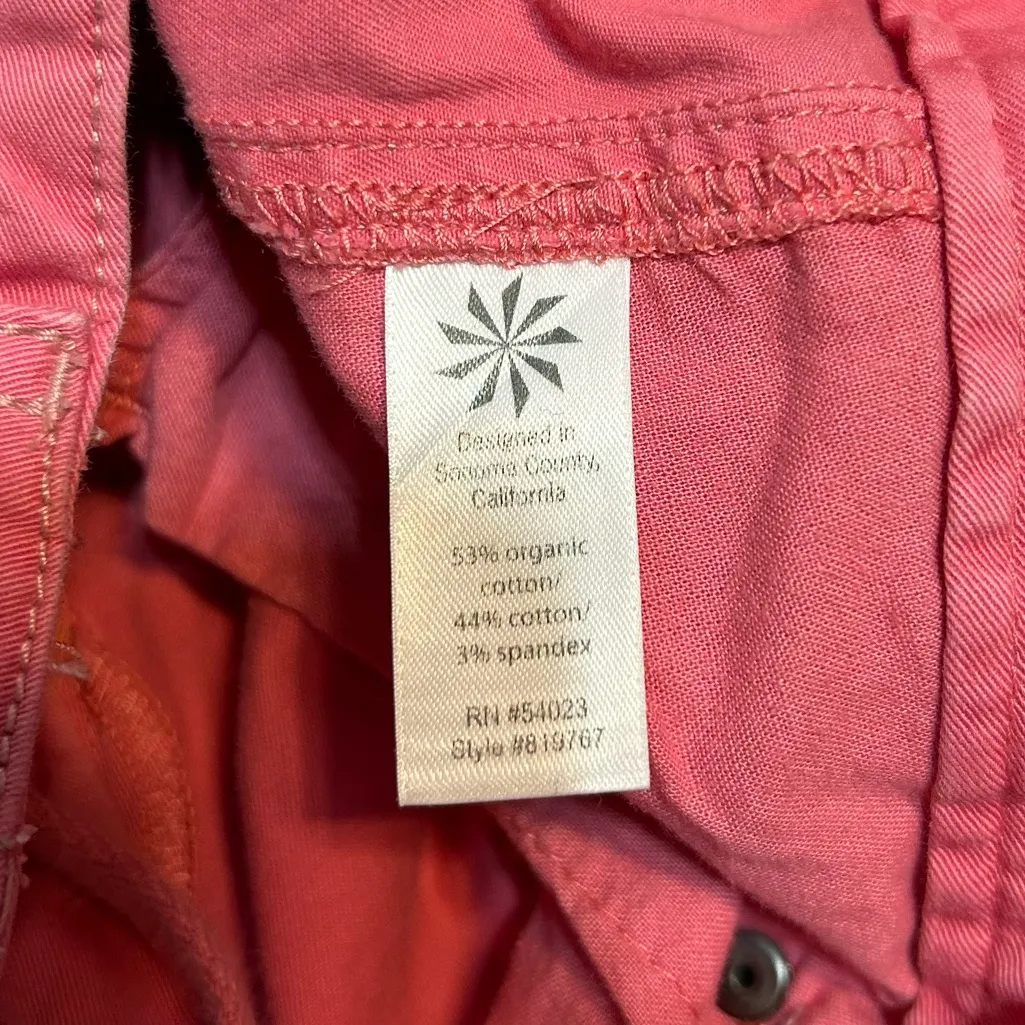 Designed in
Sonoma County,
California
53% organic
cotton/
44% cotton/
3% spandex
RN #54023
Style #819767